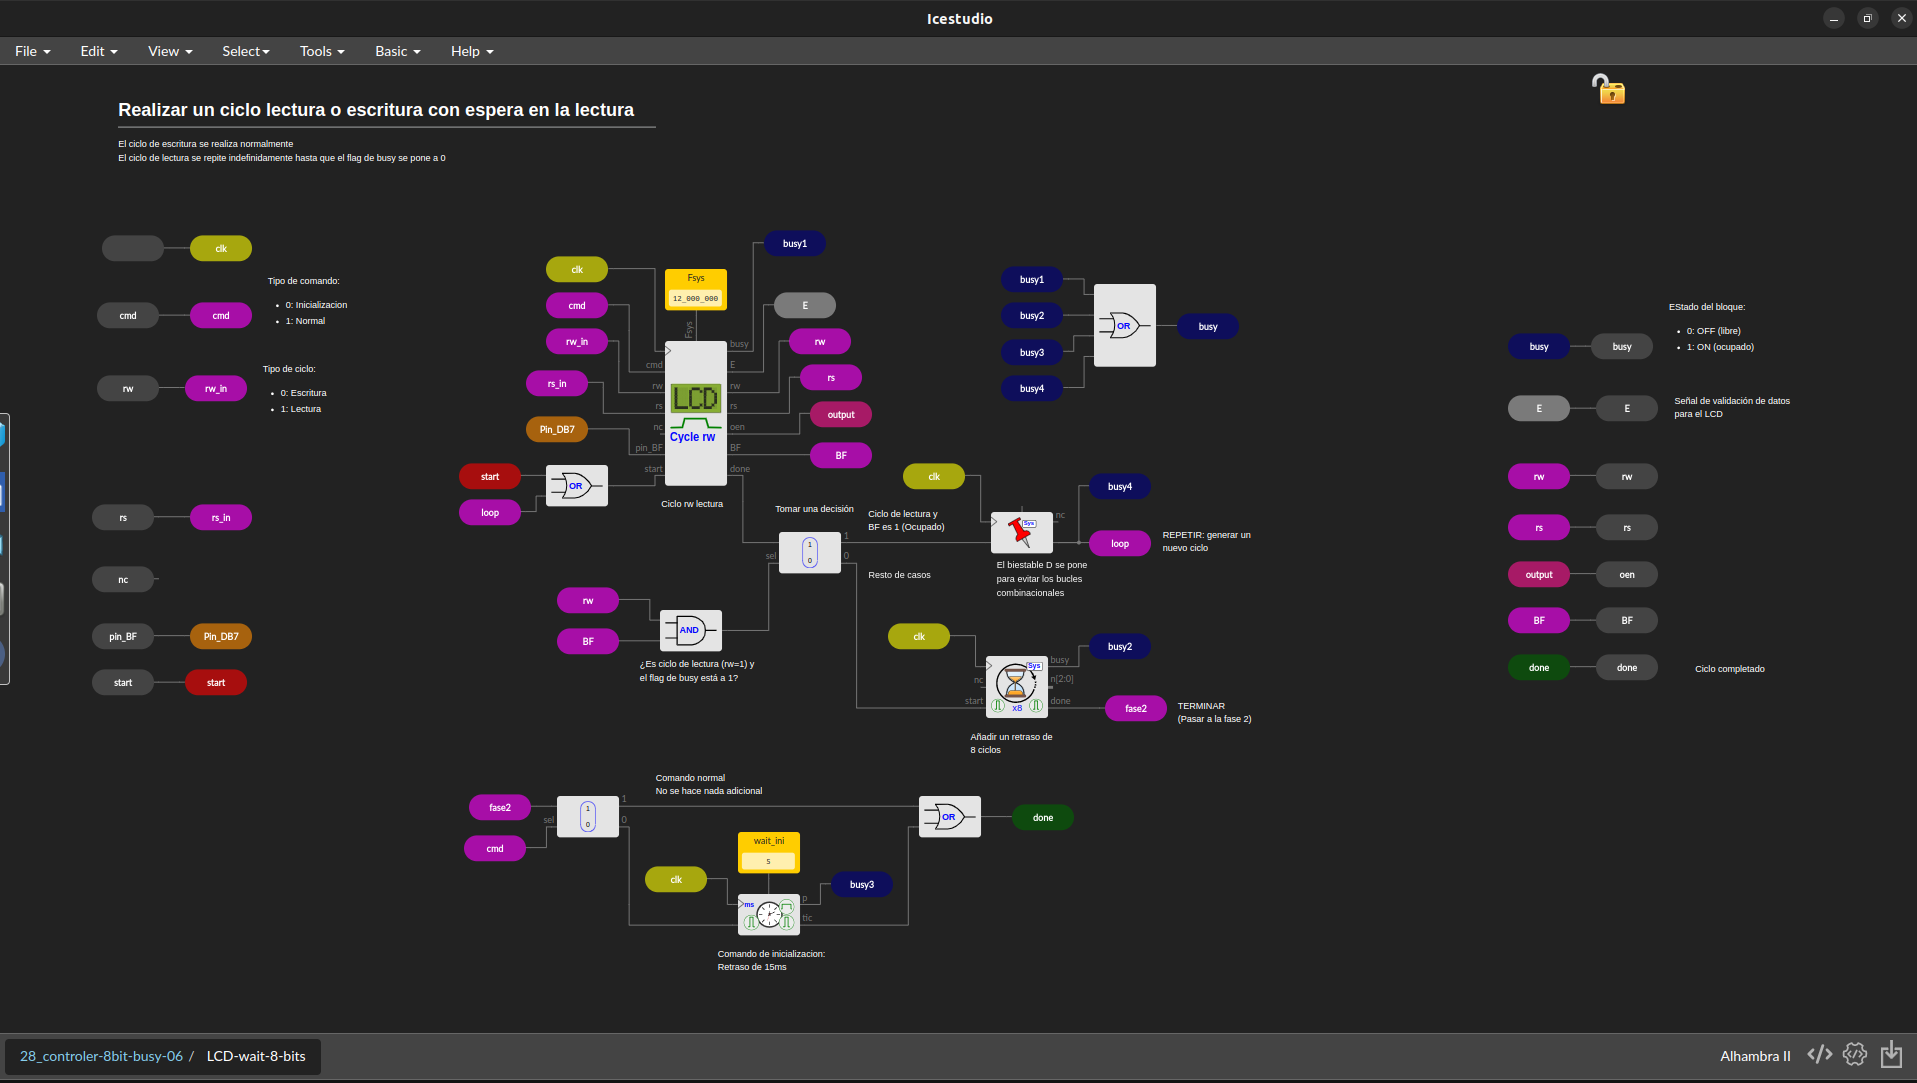 Icestudio
File
Edit
View
Select
Tools
Basic
Help
Realizar un ciclo lectura o escritura con espera en la lectura
El ciclo de escritura se realiza normalmente
El ciclo de lectura se repite indefinidamente hasta que el flag de busy se pone a 0
clk
Tipo de comando:
0: Inicializacion
1: Normal
cmd
cmd
Tipo de ciclo:
0: Escritura
1: Lectura
rw
rw_in
rs
rs_in
nc
pin_BF
Pin_DB7
start
start
clk
cmd
rw_in
rs_in
Pin_DB7
start
loop
OR
Fsys
12_000_000
Fsys
cmd
rw
rs
nc
pin_BF
start
LCD
Cycle rw
busy
E
rw
rs
oen
BF
done
Ciclo rw lectura
busy1
E
rw
rs
output
BF
busy1
busy2
busy3
busy4
OR
busy
Tomar una decisión
sel
1
0
1
0
Ciclo de lectura y
BF es 1 (Ocupado)
Resto de casos
clk
Sys
nc
El biestable D se pone
para evitar los bucles
combinacionales
busy4
loop
REPETIR: generar un
nuevo ciclo
rw
BF
AND
¿Es ciclo de lectura (rw=1) y
el flag de busy está a 1?
clk
nc
start
Sys
x8
busy
n[2:0]
done
Añadir un retraso de
8 ciclos
busy2
fase2
TERMINAR
(Pasar a la fase 2)
Comando normal
No se hace nada adicional
fase2
cmd
sel
1
0
1
0
wait_ini
s
clk
ms
p
tic
busy3
Comando de inicializacion:
Retraso de 15ms
OR
done
EStado del bloque:
0: OFF (libre)
1: ON (ocupado)
busy
busy
E
E
Señal de validación de datos
para el LCD
rw
rw
rs
rs
output
oen
BF
BF
done
done
Ciclo completado
28_controler-8bit-busy-06 / LCD-wait-8-bits
Alhambra II